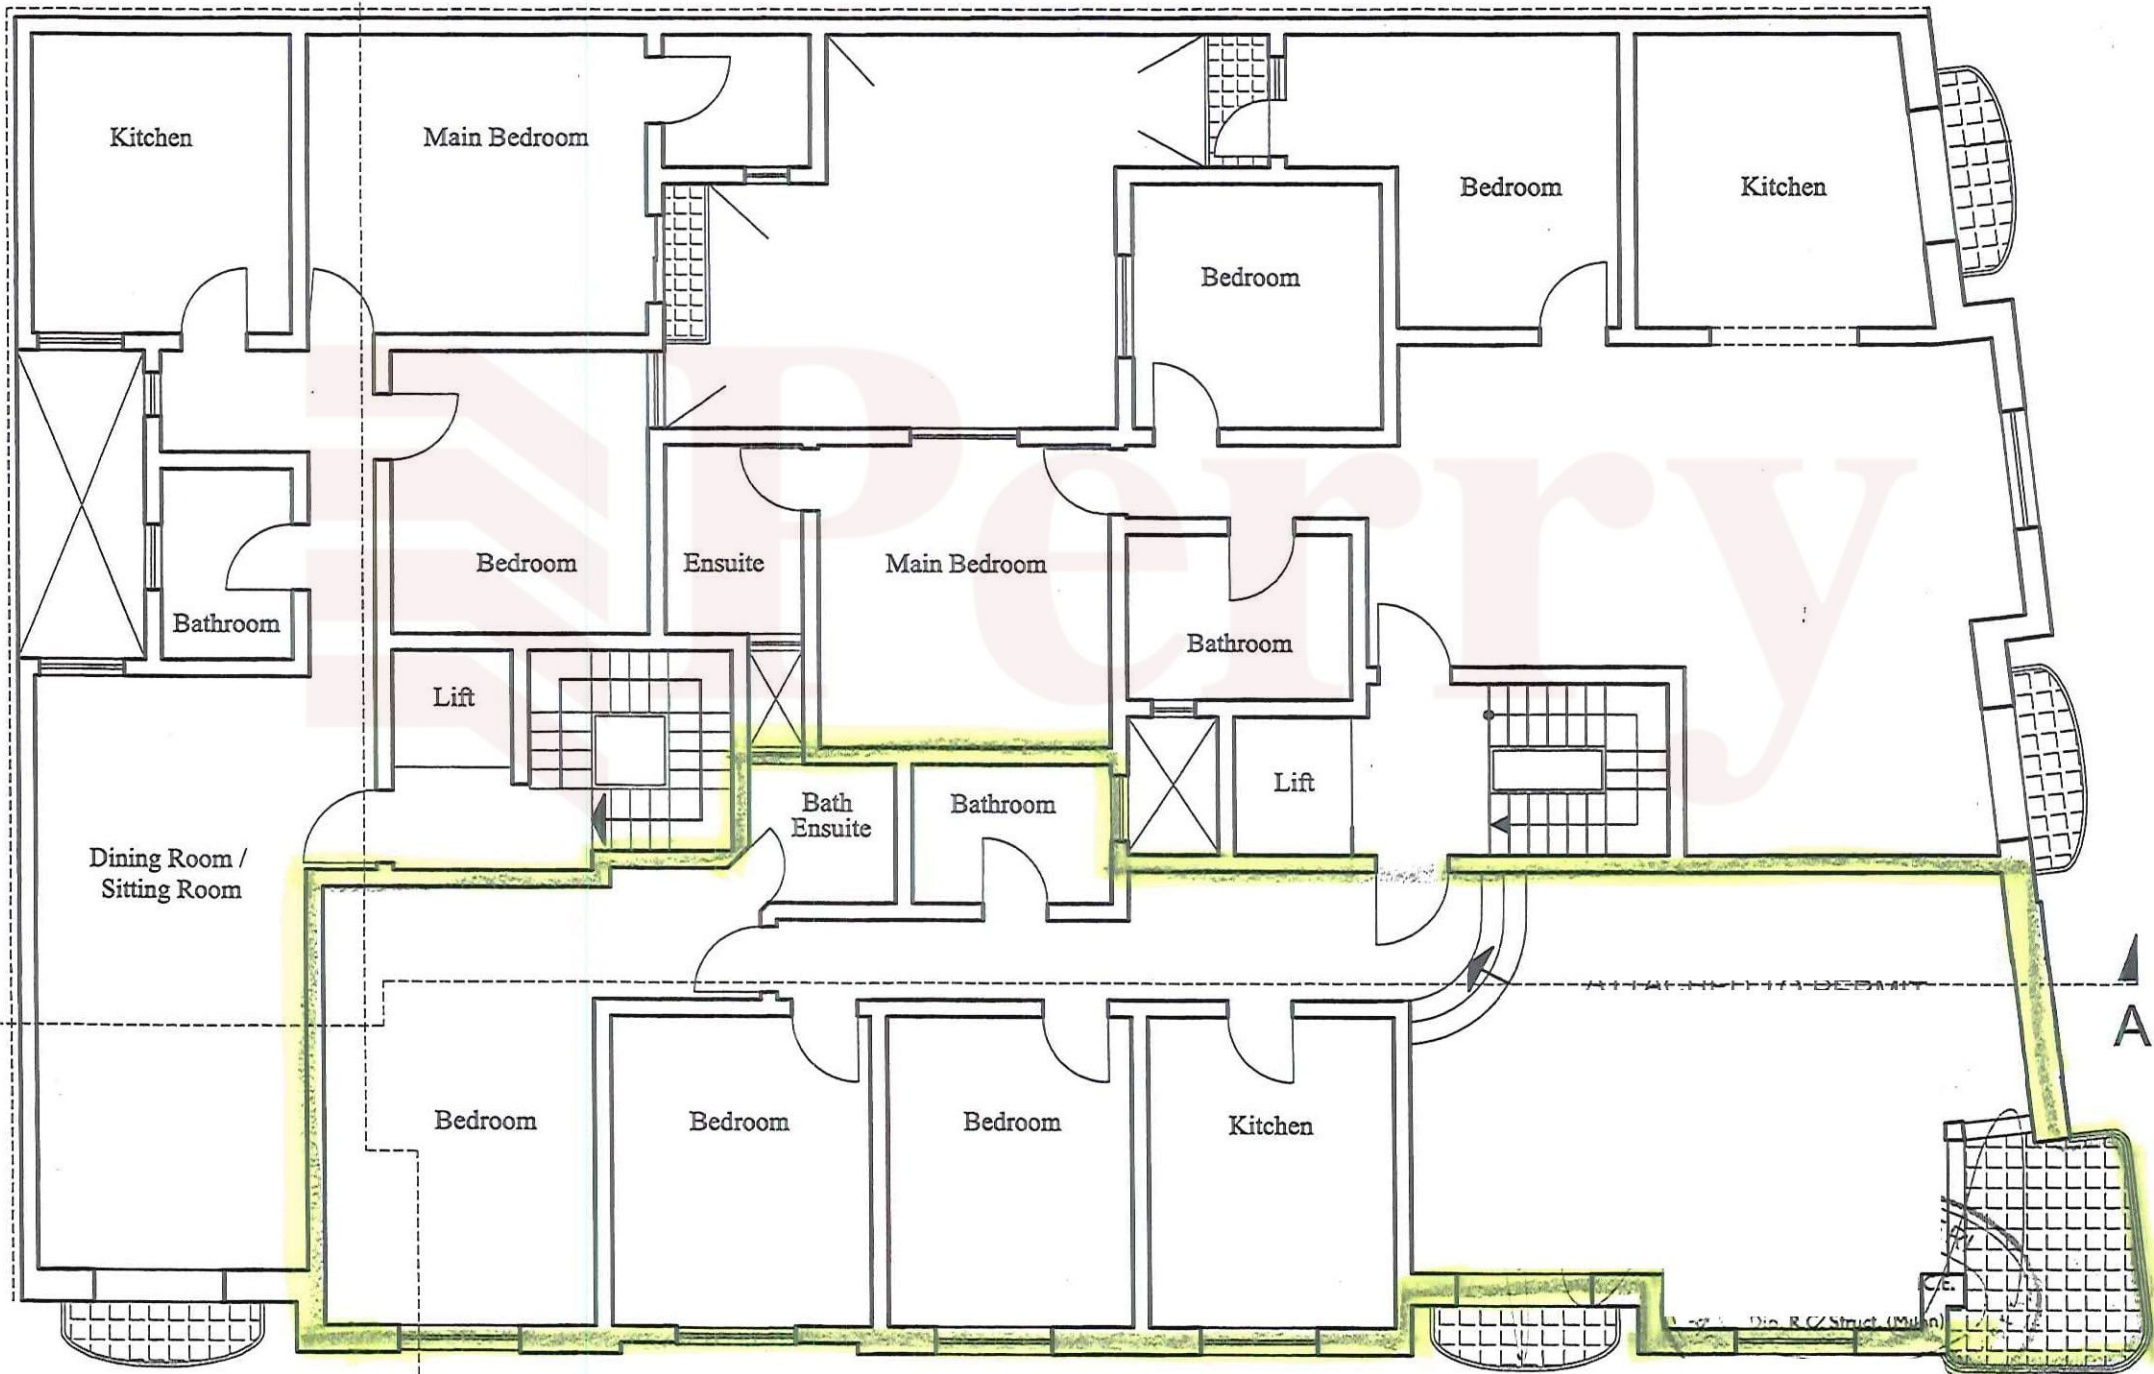 Kitchen
Main Bedroom
Bedroom
Kitchen
Bedroom
Perry
Bedroom
Ensuite
Main Bedroom
Bathroom
Bathroom
Lift
Lift
Bath
Ensuite
Bathroom
Dining Room /
Sitting Room
A
Bedroom
Bedroom
Bedroom
Kitchen
C.E.